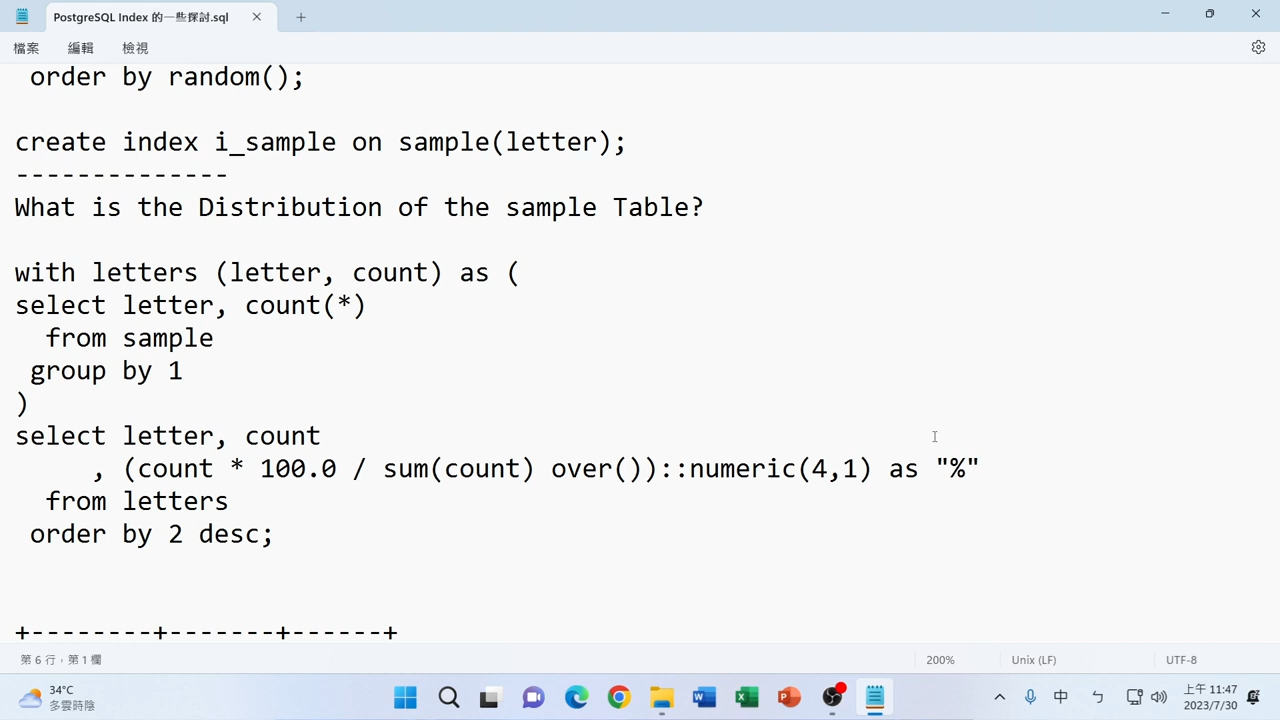 PostgreSQL Index 的一些探討.sql
檔案 編輯 檢視
 order by random();
create index i_sample on sample(letter);
--------------
What is the Distribution of the sample Table?
with letters (letter, count) as (
select letter, count(*)
  from sample
 group by 1
)
select letter, count
     , (count * 100.0 / sum(count) over())::numeric(4,1) as "%"
  from letters
 order by 2 desc;
+--------+-------+------+
第 6 行，第 1 欄 200% Unix (LF) UTF-8
34°C
多雲時陰
中 ㄅ
上午 11:47
2023/7/30